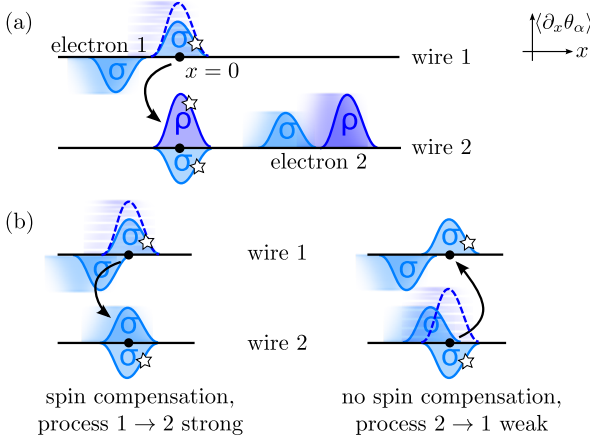 (a)
⟨∂ₓθ_α⟩
x
electron 1
σ
σ
x = 0
wire 1
ρ
σ
σ
ρ
electron 2
wire 2
(b)
σ
σ
wire 1
σ
σ
σ
σ
wire 2
σ
σ
spin compensation,
process 1 → 2 strong
no spin compensation,
process 2 → 1 weak